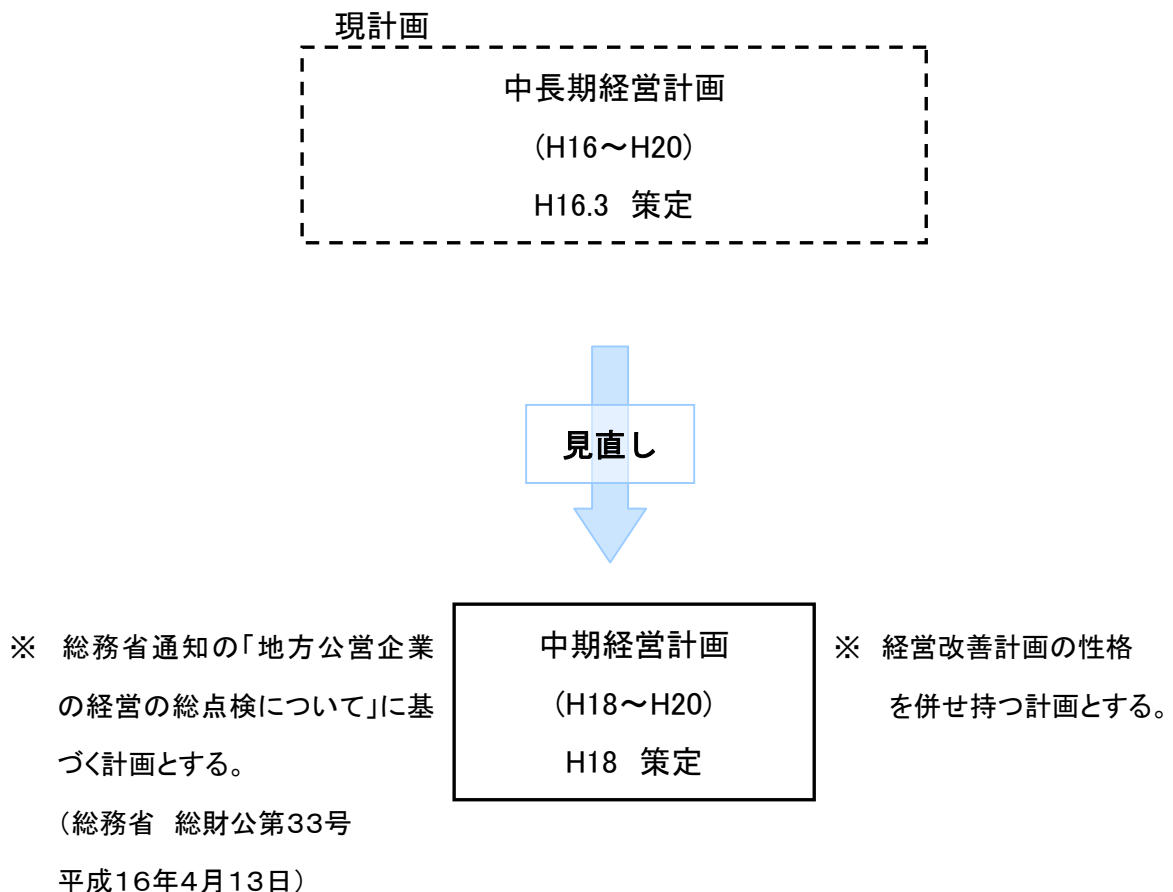 現計画
中長期経営計画
(H16～H20)
H16.3 策定
見直し
※ 総務省通知の「地方公営企業
の経営の総点検について」に基
づく計画とする。
(総務省 総財公第33号
平成16年4月13日)
中期経営計画
(H18～H20)
H18 策定
※ 経営改善計画の性格
を併せ持つ計画とする。